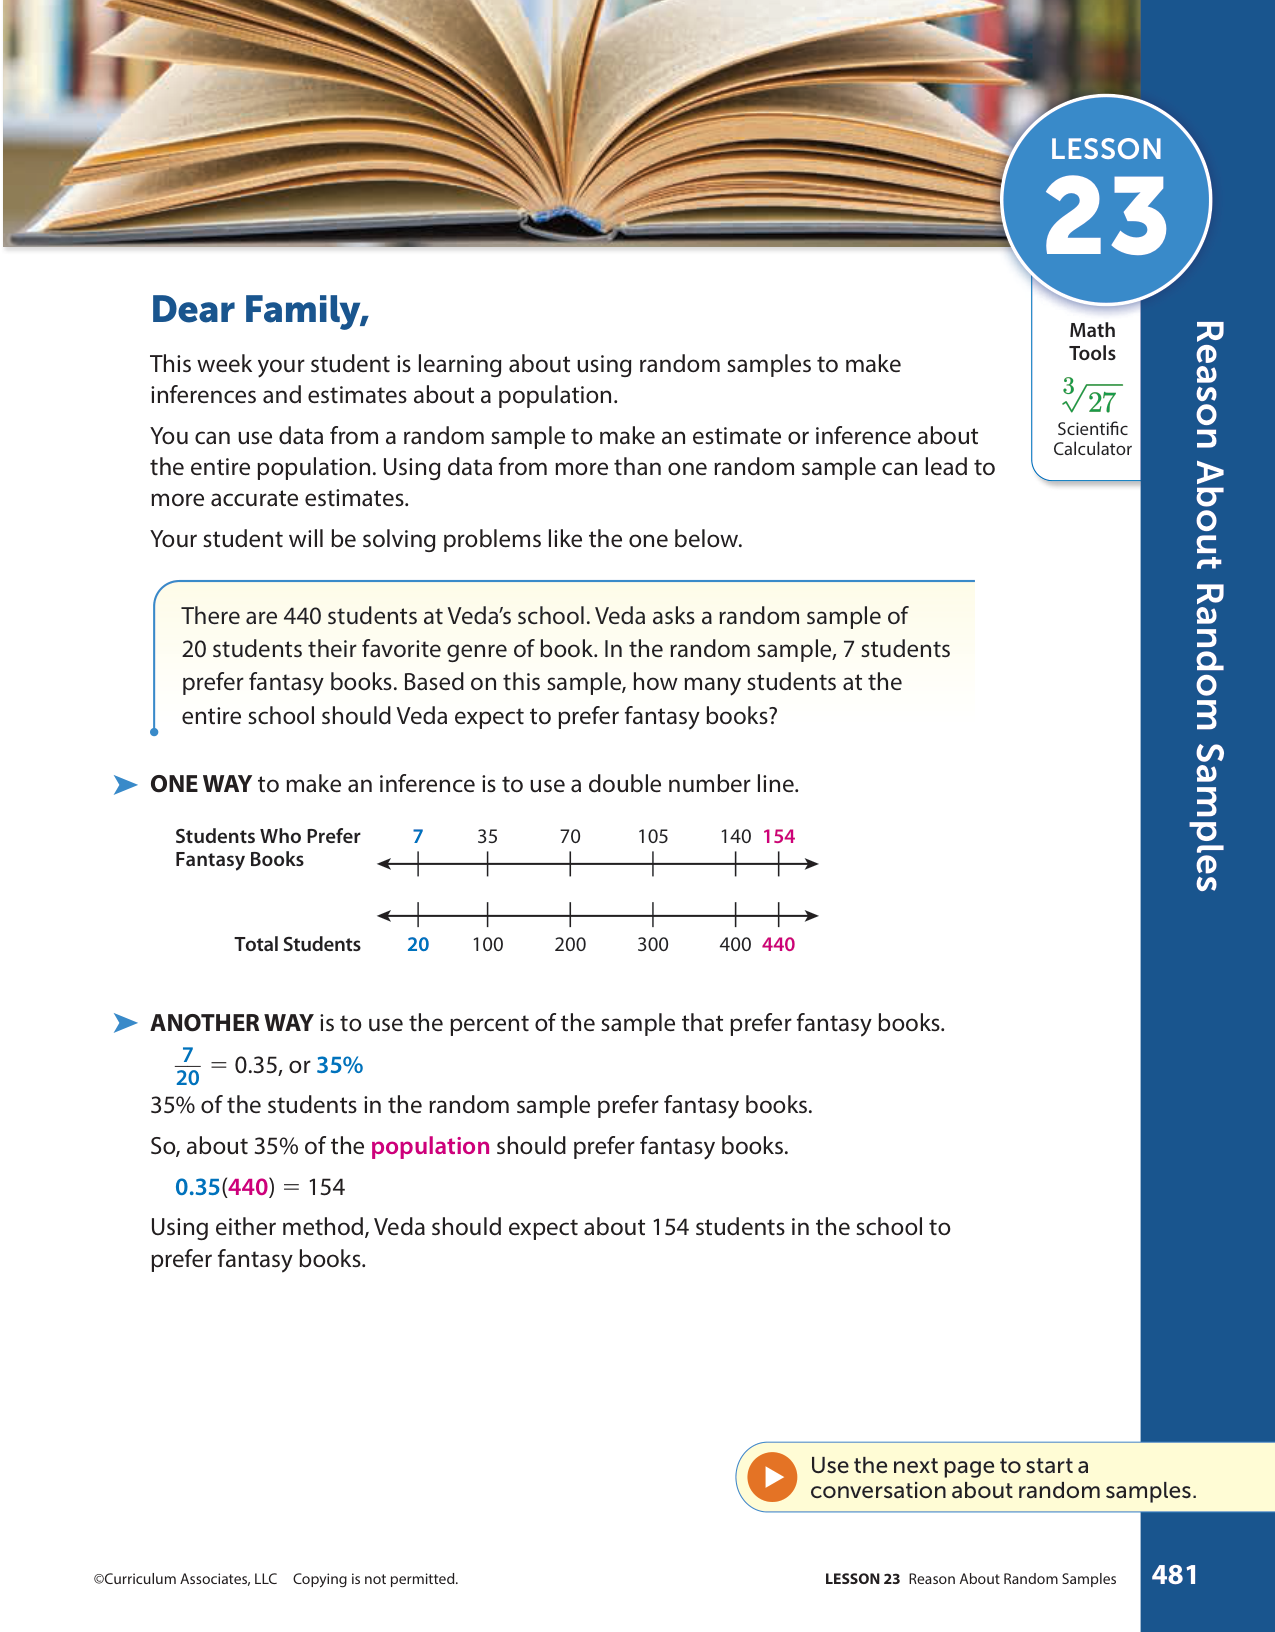 LESSON
23
Math
Tools
∛27
Scientific
Calculator
Reason About Random Samples
Dear Family,
This week your student is learning about using random samples to make
inferences and estimates about a population.
You can use data from a random sample to make an estimate or inference about
the entire population. Using data from more than one random sample can lead to
more accurate estimates.
Your student will be solving problems like the one below.
There are 440 students at Veda’s school. Veda asks a random sample of
20 students their favorite genre of book. In the random sample, 7 students
prefer fantasy books. Based on this sample, how many students at the
entire school should Veda expect to prefer fantasy books?
ONE WAY to make an inference is to use a double number line.
Students Who Prefer
Fantasy Books
7 35 70 105 140 154
Total Students
20 100 200 300 400 440
ANOTHER WAY is to use the percent of the sample that prefer fantasy books.
7/20 = 0.35, or 35%
35% of the students in the random sample prefer fantasy books.
So, about 35% of the population should prefer fantasy books.
0.35(440) = 154
Using either method, Veda should expect about 154 students in the school to
prefer fantasy books.
Use the next page to start a
conversation about random samples.
©Curriculum Associates, LLC Copying is not permitted.
LESSON 23 Reason About Random Samples
481